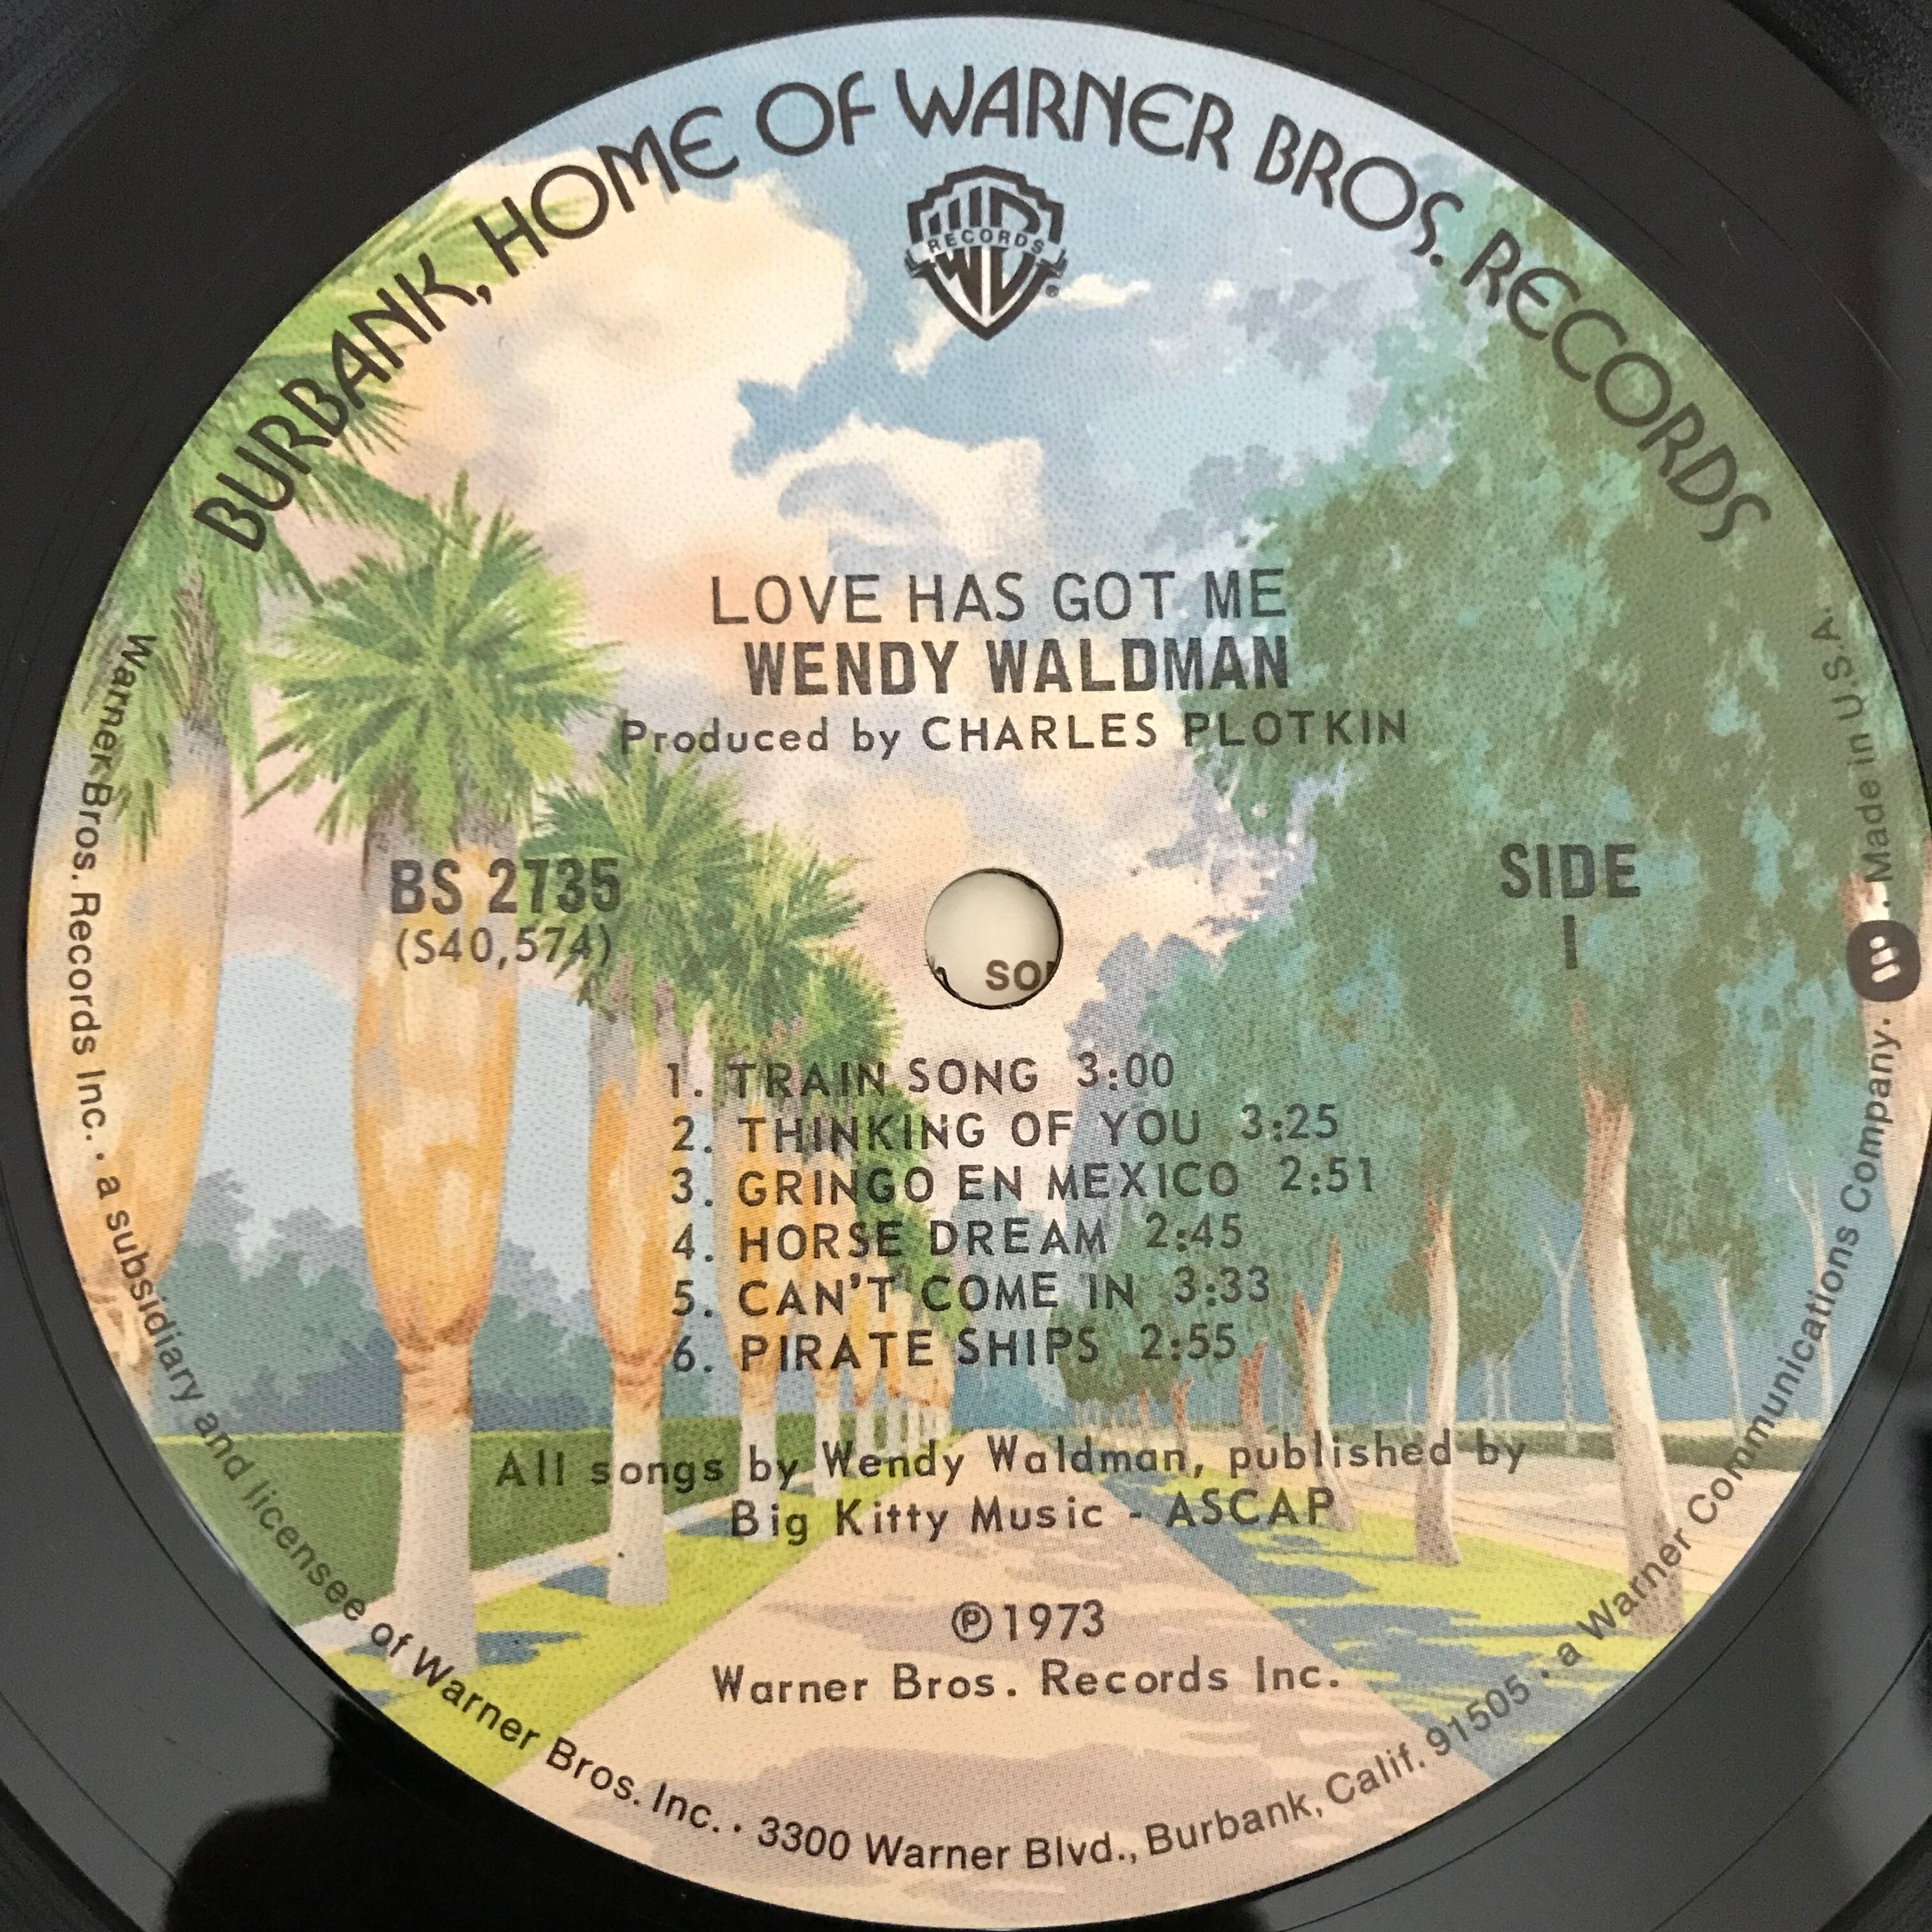 BURBANK, HOME OF WARNER BROS. RECORDS
RECORDS
®
LOVE HAS GOT ME
WENDY WALDMAN
Produced by CHARLES PLOTKIN
BS 2735
(S40,574)
SIDE
1
SO
1. TRAIN SONG 3:00
2. THINKING OF YOU 3:25
3. GRINGO EN MEXICO 2:51
4. HORSE DREAM 2:45
5. CAN'T COME IN 3:33
6. PIRATE SHIPS 2:55
All songs by Wendy Waldman, published by
Big Kitty Music - ASCAP
℗1973
Warner Bros. Records Inc.
Warner Bros. Records Inc. · a subsidiary and licensee of Warner Bros. Inc. · 3300 Warner Blvd., Burbank, Calif. 91505 · a Warner Communications Company. · Made in U.S.A.